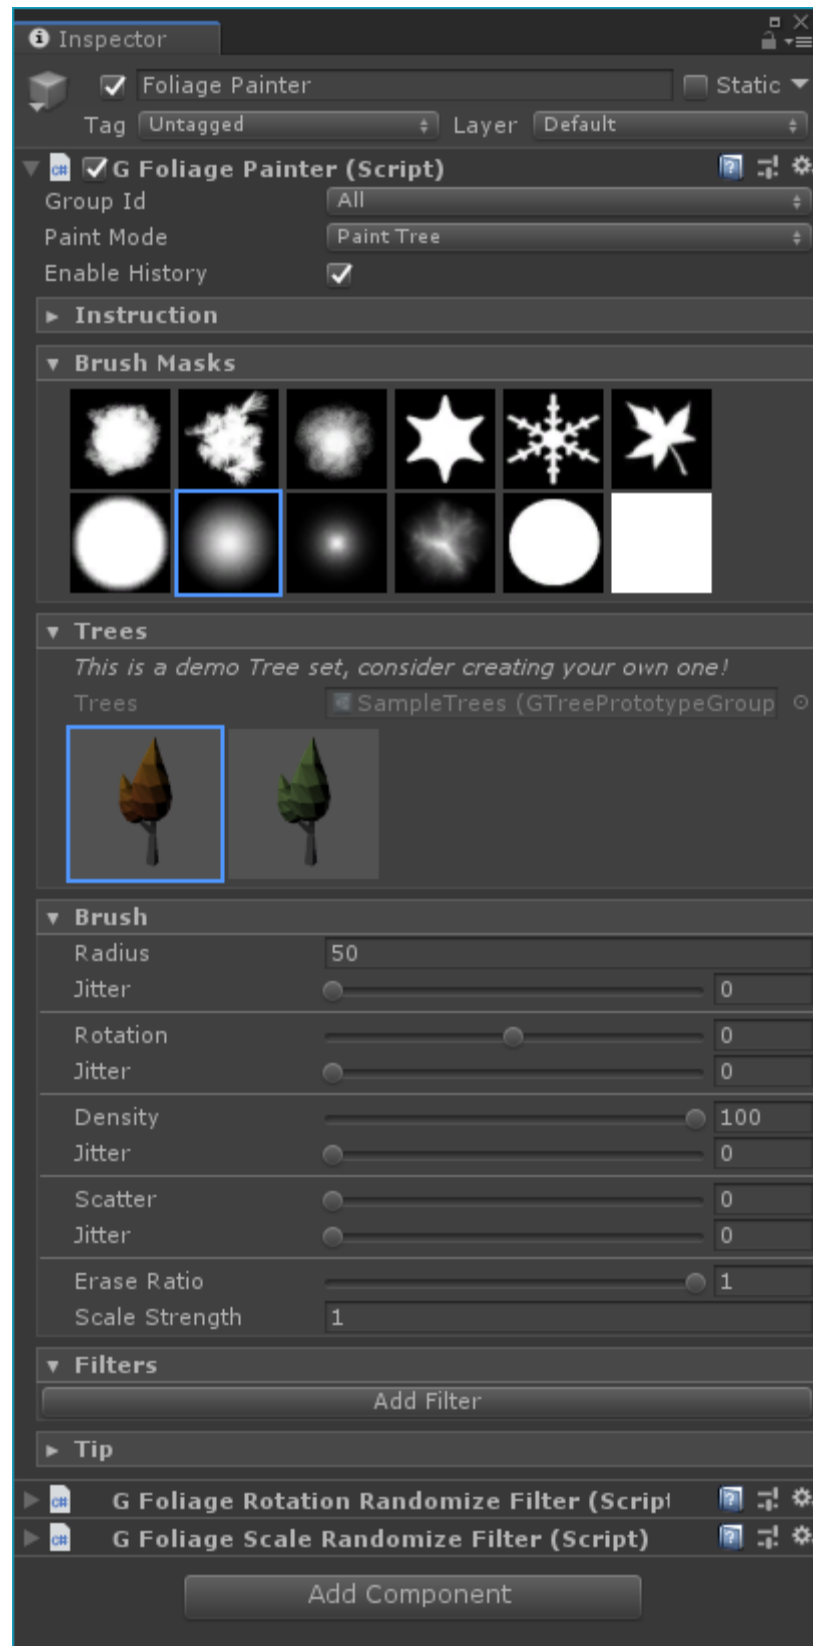 Inspector
Foliage Painter Static
Tag Untagged Layer Default
G Foliage Painter (Script)
Group Id All
Paint Mode Paint Tree
Enable History
Instruction
Brush Masks
Trees
This is a demo Tree set, consider creating your own one!
Trees SampleTrees (GTreePrototypeGroup
Brush
Radius 50
Jitter 0
Rotation 0
Jitter 0
Density 100
Jitter 0
Scatter 0
Jitter 0
Erase Ratio 1
Scale Strength 1
Filters
Add Filter
Tip
c# G Foliage Rotation Randomize Filter (Script
c# G Foliage Scale Randomize Filter (Script)
Add Component